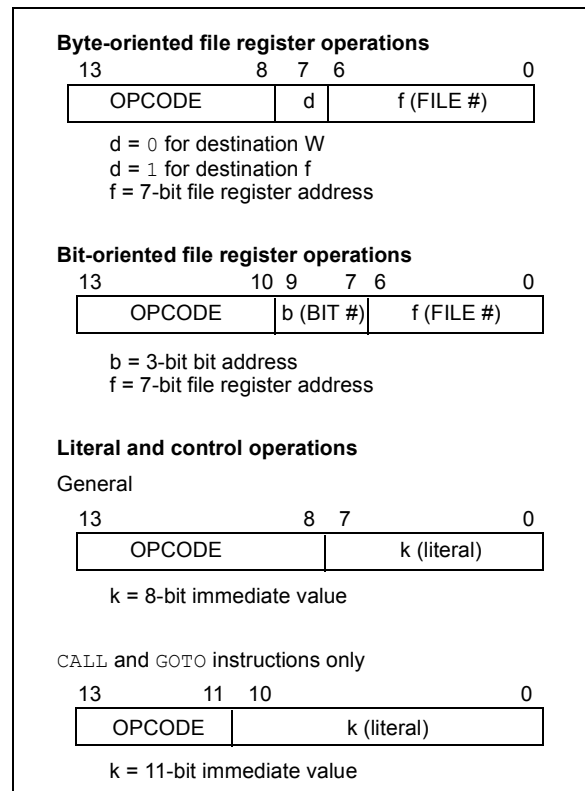 Byte-oriented file register operations
13 8 7 6 0
OPCODE d f (FILE #)
d = 0 for destination W
d = 1 for destination f
f = 7-bit file register address
Bit-oriented file register operations
13 10 9 7 6 0
OPCODE b (BIT #) f (FILE #)
b = 3-bit bit address
f = 7-bit file register address
Literal and control operations
General
13 8 7 0
OPCODE k (literal)
k = 8-bit immediate value
CALL and GOTO instructions only
13 11 10 0
OPCODE k (literal)
k = 11-bit immediate value